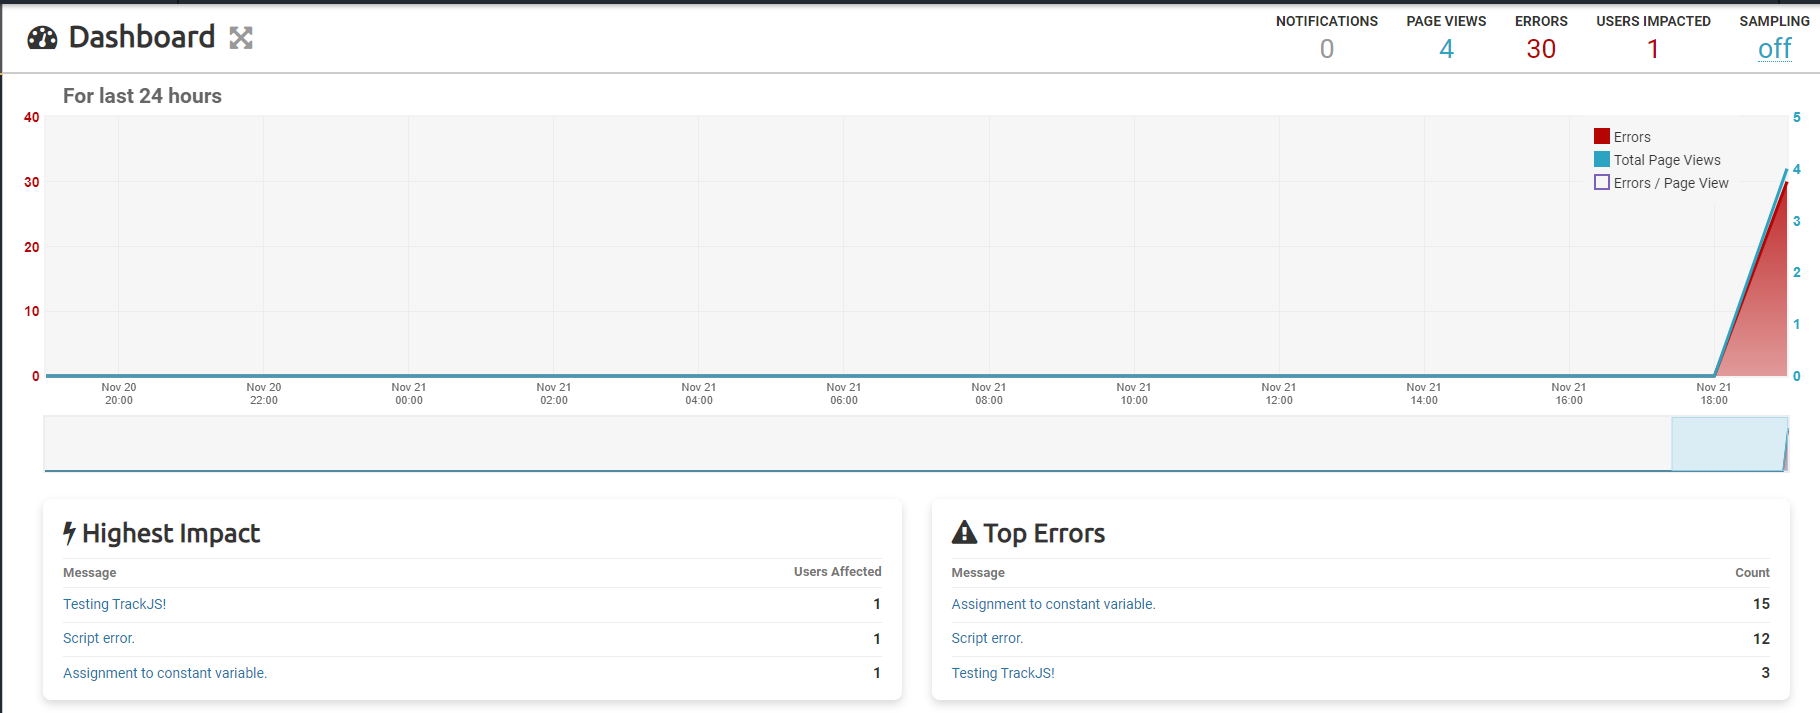 Dashboard
NOTIFICATIONS PAGE VIEWS ERRORS USERS IMPACTED SAMPLING
0 4 30 1 off
For last 24 hours
40
30
20
10
0
5
4
3
2
1
0
Errors
Total Page Views
Errors / Page View
Nov 20 Nov 20 Nov 21 Nov 21 Nov 21 Nov 21 Nov 21 Nov 21 Nov 21 Nov 21 Nov 21 Nov 21
20:00 22:00 00:00 02:00 04:00 06:00 08:00 10:00 12:00 14:00 16:00 18:00
Highest Impact
Message Users Affected
Testing TrackJS! 1
Script error. 1
Assignment to constant variable. 1
Top Errors
Message Count
Assignment to constant variable. 15
Script error. 12
Testing TrackJS! 3